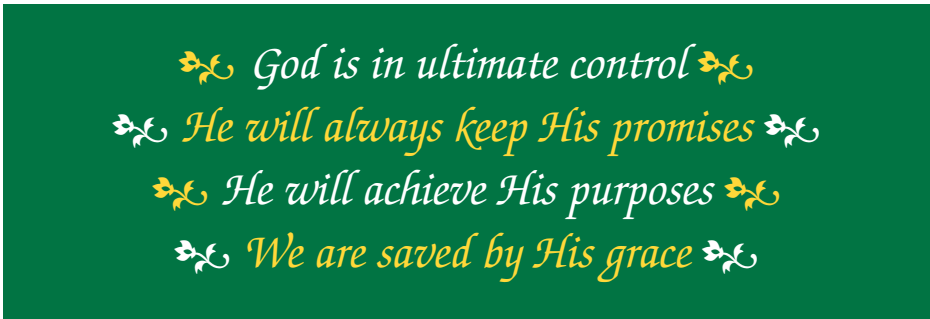 God is in ultimate control
He will always keep His promises
He will achieve His purposes
We are saved by His grace